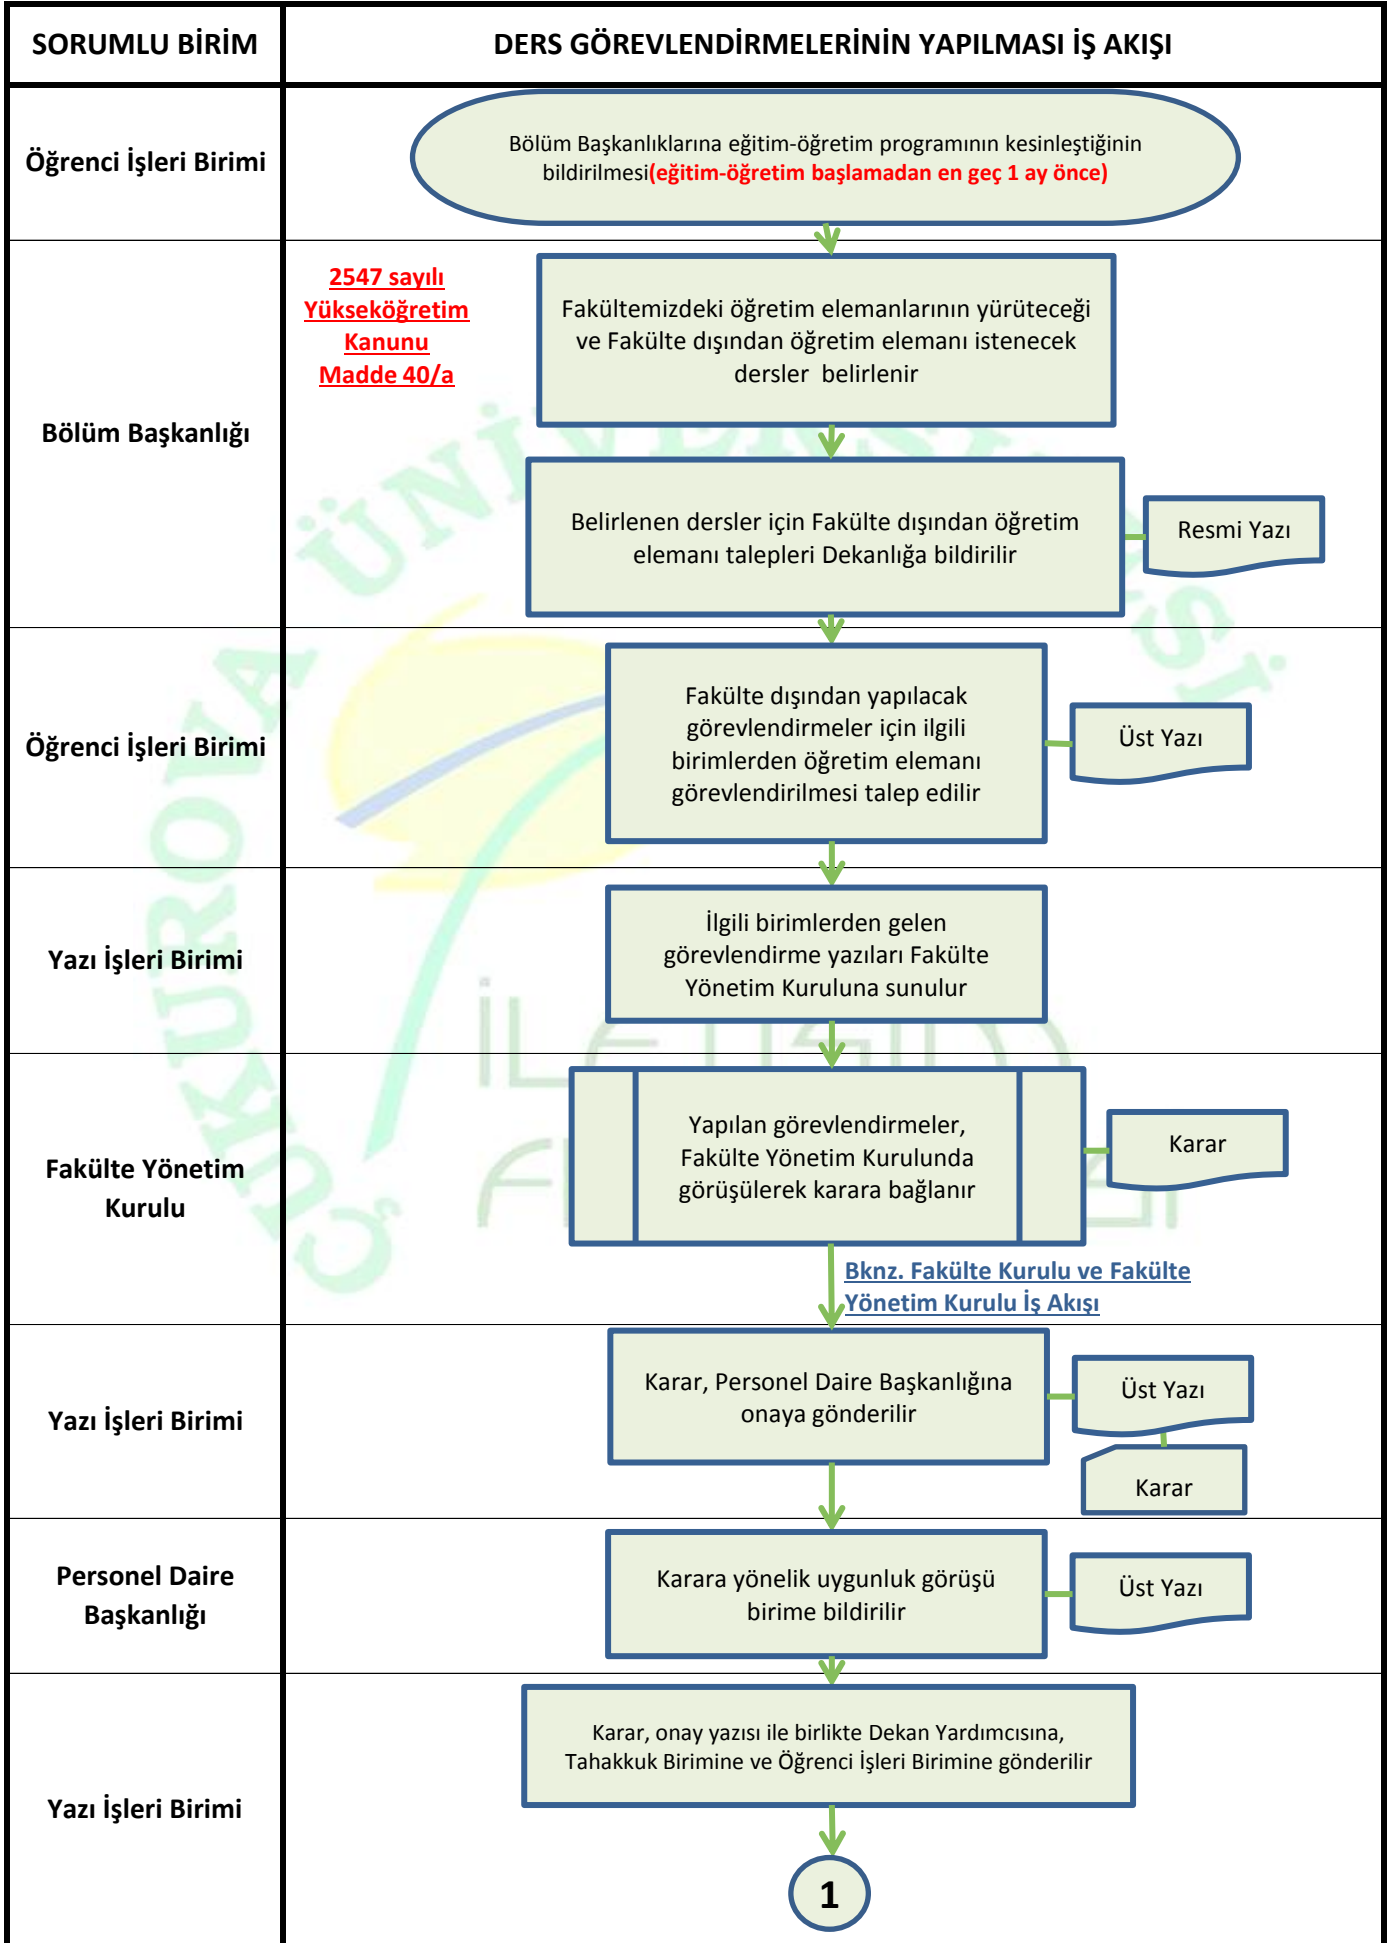 SORUMLU BİRİM
DERS GÖREVLENDİRMELERİNİN YAPILMASI İŞ AKIŞI
Öğrenci İşleri Birimi
Bölüm Başkanlıklarına eğitim-öğretim programının kesinleştiğinin
bildirilmesi(eğitim-öğretim başlamadan en geç 1 ay önce)
Bölüm Başkanlığı
2547 sayılı
Yükseköğretim
Kanunu
Madde 40/a
Fakültemizdeki öğretim elemanlarının yürüteceği
ve Fakülte dışından öğretim elemanı istenecek
dersler belirlenir
Belirlenen dersler için Fakülte dışından öğretim
elemanı talepleri Dekanlığa bildirilir
Resmi Yazı
Öğrenci İşleri Birimi
Fakülte dışından yapılacak
görevlendirmeler için ilgili
birimlerden öğretim elemanı
görevlendirilmesi talep edilir
Üst Yazı
Yazı İşleri Birimi
İlgili birimlerden gelen
görevlendirme yazıları Fakülte
Yönetim Kuruluna sunulur
Fakülte Yönetim
Kurulu
Yapılan görevlendirmeler,
Fakülte Yönetim Kurulunda
görüşülerek karara bağlanır
Karar
Bknz. Fakülte Kurulu ve Fakülte
Yönetim Kurulu İş Akışı
Yazı İşleri Birimi
Karar, Personel Daire Başkanlığına
onaya gönderilir
Üst Yazı
Karar
Personel Daire
Başkanlığı
Karara yönelik uygunluk görüşü
birime bildirilir
Üst Yazı
Yazı İşleri Birimi
Karar, onay yazısı ile birlikte Dekan Yardımcısına,
Tahakkuk Birimine ve Öğrenci İşleri Birimine gönderilir
1
ÇUKUROVA ÜNİVERSİTESİ
İLETİŞİM